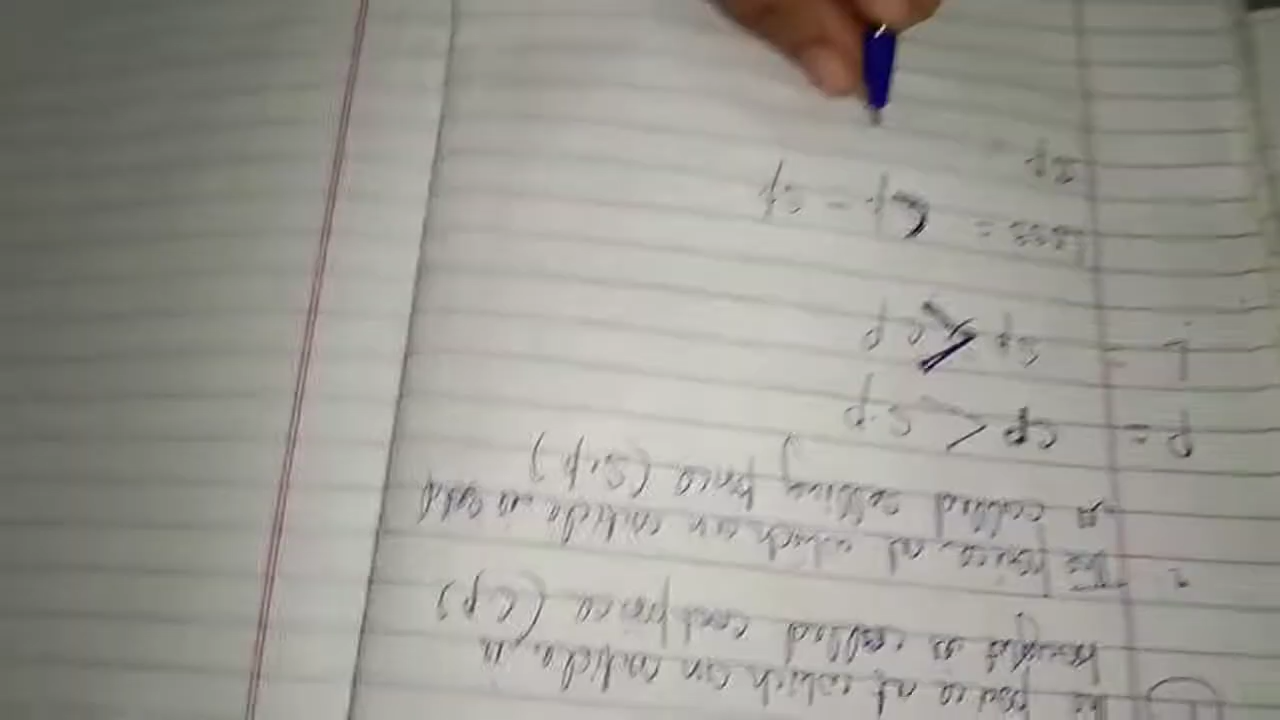 1
The price at which an article is
bought is called cost price (C.p)
2 The price at which an article is sold
is called selling price (S.p)
P = CP < S.P
L - SP < CP
Loss = Cp - Sp